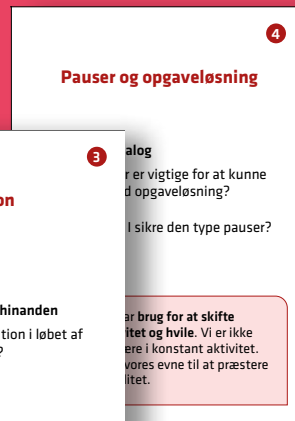 4
Pauser og opgaveløsning
alog
r er vigtige for at kunne
d opgaveløsning?
I sikre den type pauser?
ar brug for at skifte
itet og hvile. Vi er ikke
ere i konstant aktivitet.
vores evne til at præstere
litet.
3
on
hinanden
tion i løbet af
?